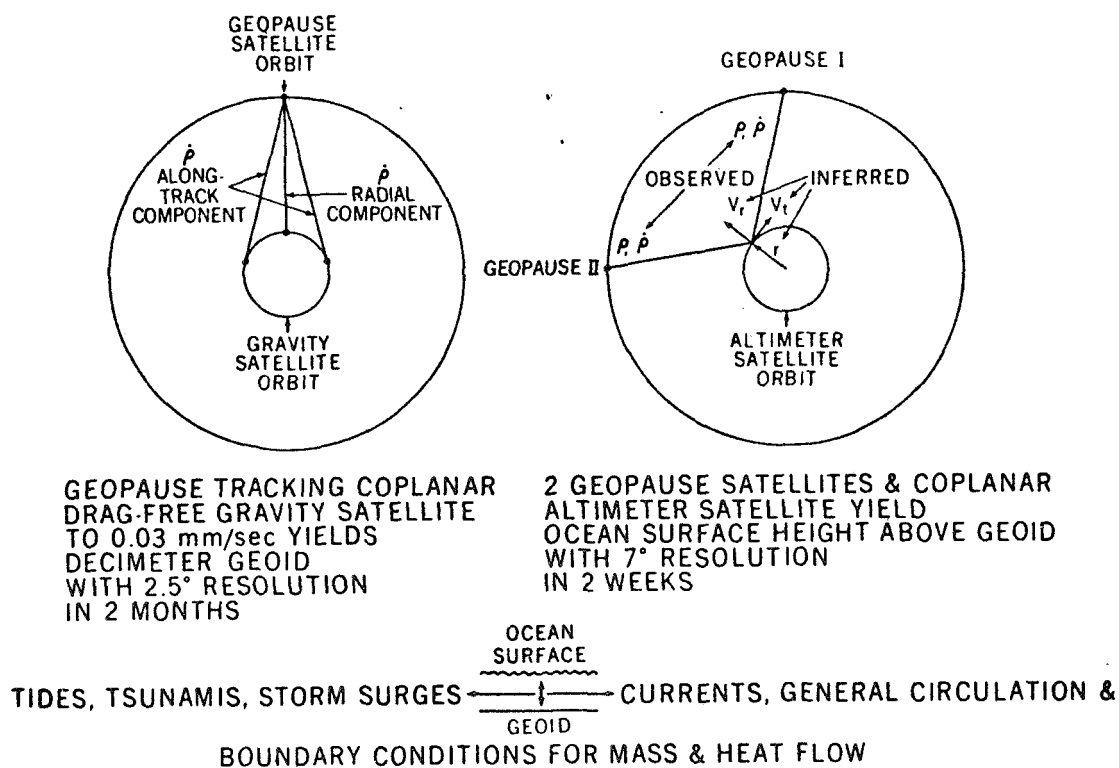 GEOPAUSE
SATELLITE
ORBIT
ρ̇
ALONG-
TRACK
COMPONENT
ρ̇
RADIAL
COMPONENT
GRAVITY
SATELLITE
ORBIT
GEOPAUSE I
ρ, ρ̇
OBSERVED
INFERRED
Vr
Vt
ρ, ρ̇
r
GEOPAUSE II
ALTIMETER
SATELLITE
ORBIT
GEOPAUSE TRACKING COPLANAR
DRAG-FREE GRAVITY SATELLITE
TO 0.03 mm/sec YIELDS
DECIMETER GEOID
WITH 2.5° RESOLUTION
IN 2 MONTHS
2 GEOPAUSE SATELLITES & COPLANAR
ALTIMETER SATELLITE YIELD
OCEAN SURFACE HEIGHT ABOVE GEOID
WITH 7° RESOLUTION
IN 2 WEEKS
OCEAN
SURFACE
TIDES, TSUNAMIS, STORM SURGES
CURRENTS, GENERAL CIRCULATION &
GEOID
BOUNDARY CONDITIONS FOR MASS & HEAT FLOW